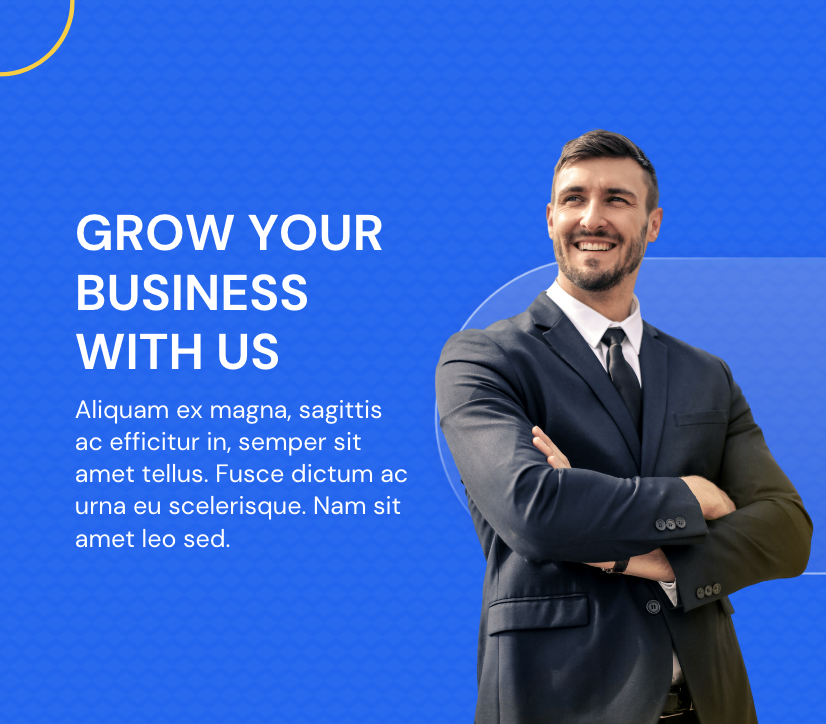 GROW YOUR
BUSINESS
WITH US
Aliquam ex magna, sagittis
ac efficitur in, semper sit
amet tellus. Fusce dictum ac
urna eu scelerisque. Nam sit
amet leo sed.